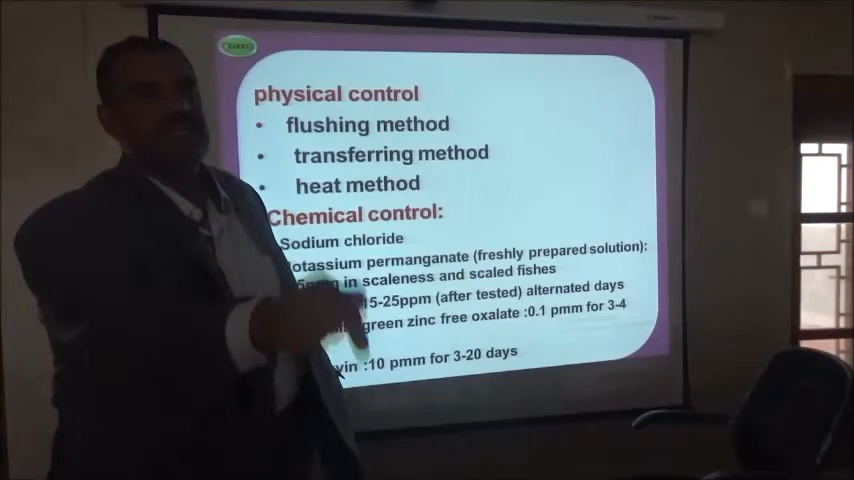 physical control
• flushing method
• transferring method
• heat method
Chemical control:
Sodium chloride
otassium permanganate (freshly prepared solution):
in scaleness and scaled fishes
15-25ppm (after tested) alternated days
green zinc free oxalate :0.1 pmm for 3-4
vin :10 pmm for 3-20 days